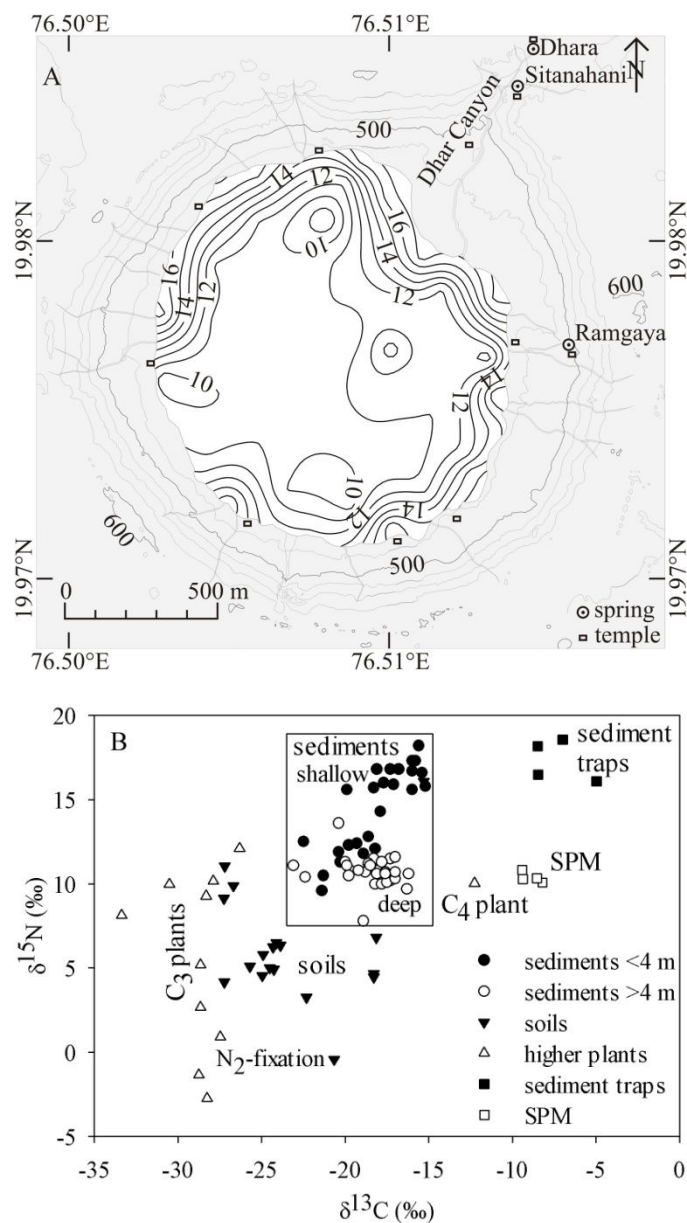 76.50°E 76.51°E
A
Dhara
Sitanahani
N
Dhar Canyon
500
14
12
16
10
14
12
16
14
12
19.98°N 19.98°N
600
Ramgaya
10
14
12
10
12
14
600
500
19.97°N 19.97°N
0 500 m
spring
temple
76.50°E 76.51°E
B
20
15
10
5
0
-5
δ15N (‰)
sediments
shallow
deep
sediment
traps
SPM
C4 plant
C3 plants
soils
N2-fixation
sediments <4 m
sediments >4 m
soils
higher plants
sediment traps
SPM
-35 -30 -25 -20 -15 -10 -5
δ13C (‰)